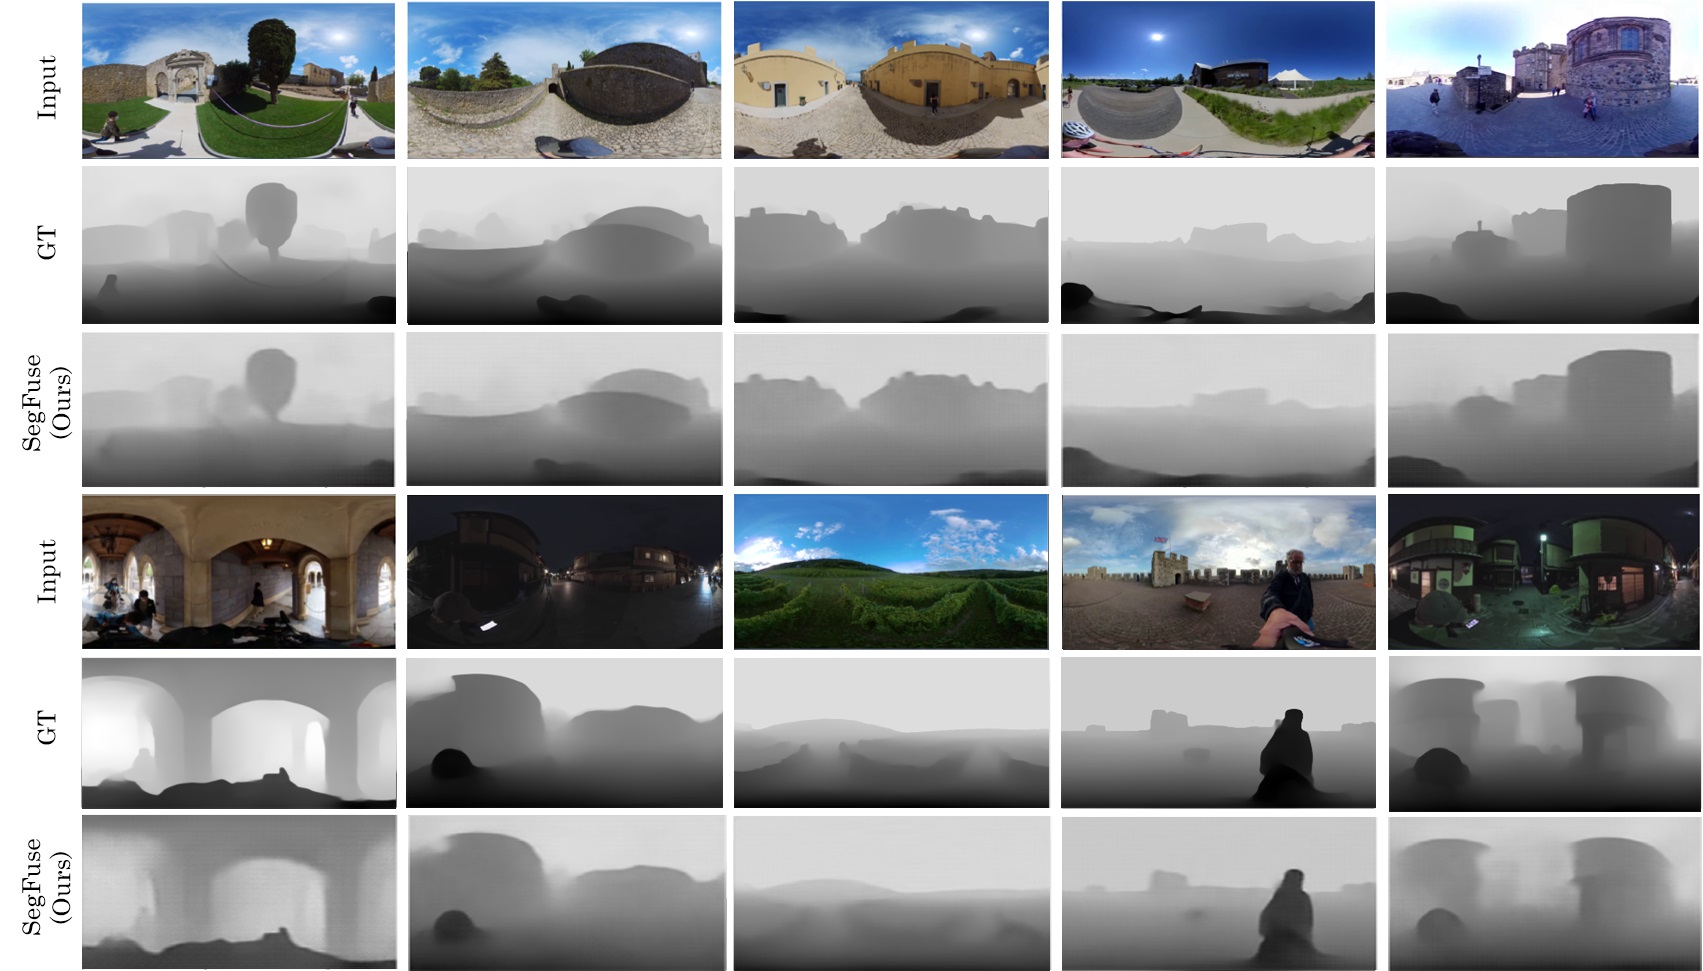 Input
GT
SegFuse
(Ours)
Input
GT
SegFuse
(Ours)